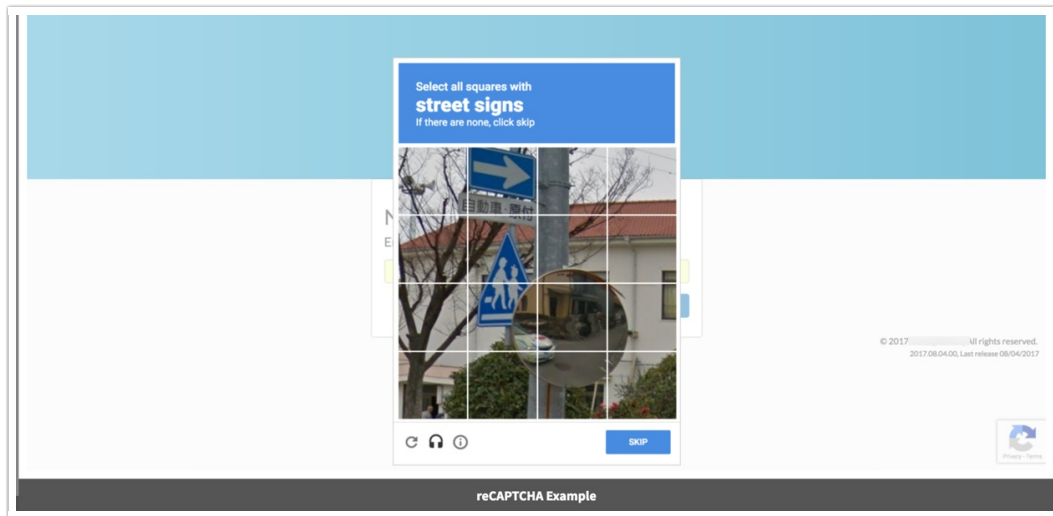 Select all squares with
street signs
If there are none, click skip
自動車・原付
N
E
SKIP
© 2017 All rights reserved.
2017.08.04.00, Last release 08/04/2017
Privacy - Terms
reCAPTCHA Example